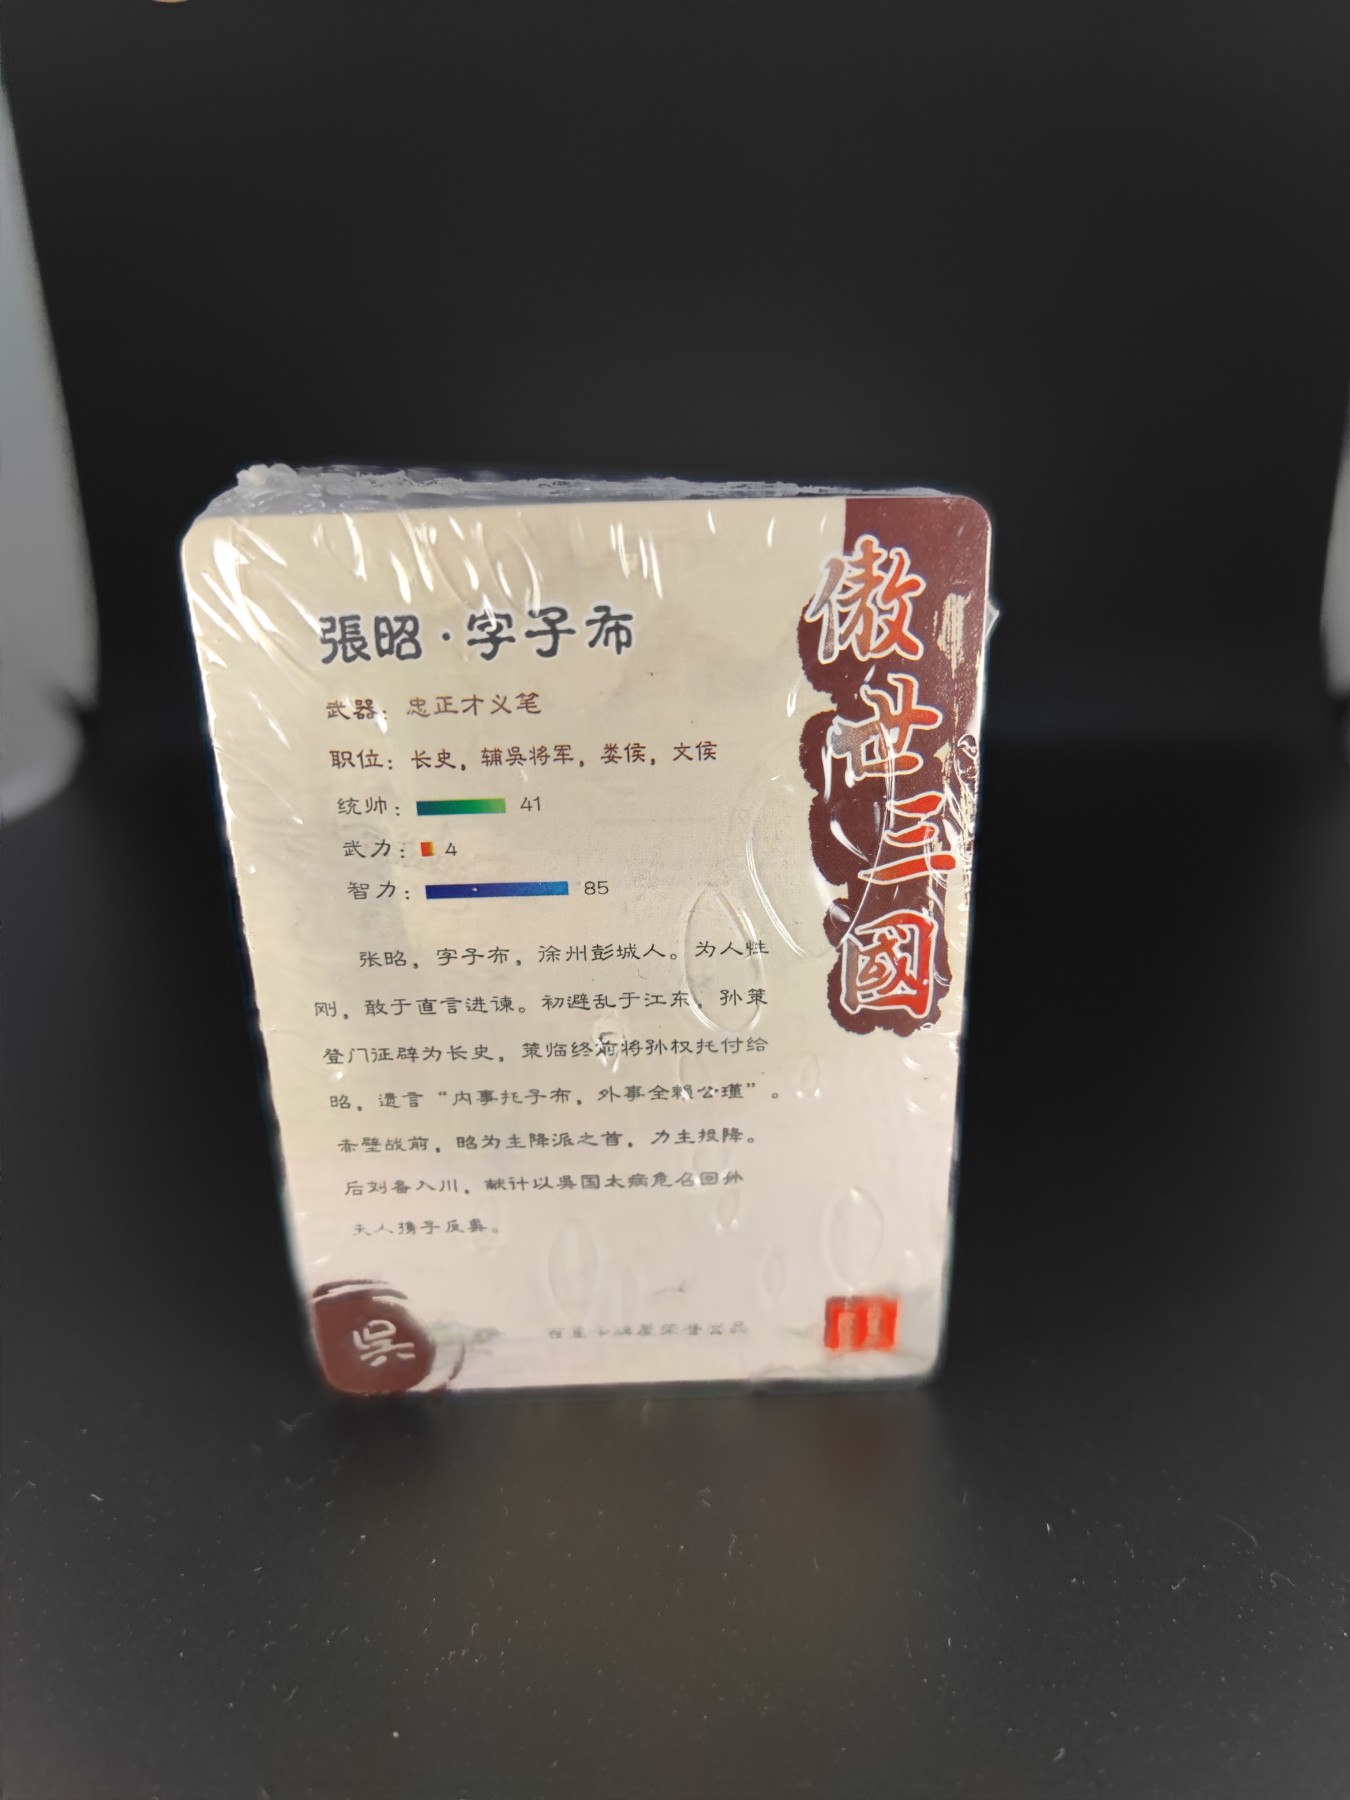 張昭·字子布
武器：忠正才义笔
职位：长史，辅吴将军，娄侯，文侯
统帅： 41
武力： 4
智力： 85
张昭，字子布，徐州彭城人。为人性
刚，敢于直言进谏。初避乱于江东，孙策
登门征辟为长史，策临终前将孙权托付给
昭，遗言“内事托子布，外事全赖公瑾”。
赤壁战前，昭为主降派之首，力主投降。
后刘备入川，献计以吴国太病危召回孙
夫人携子反吴。
傲世三國
吴